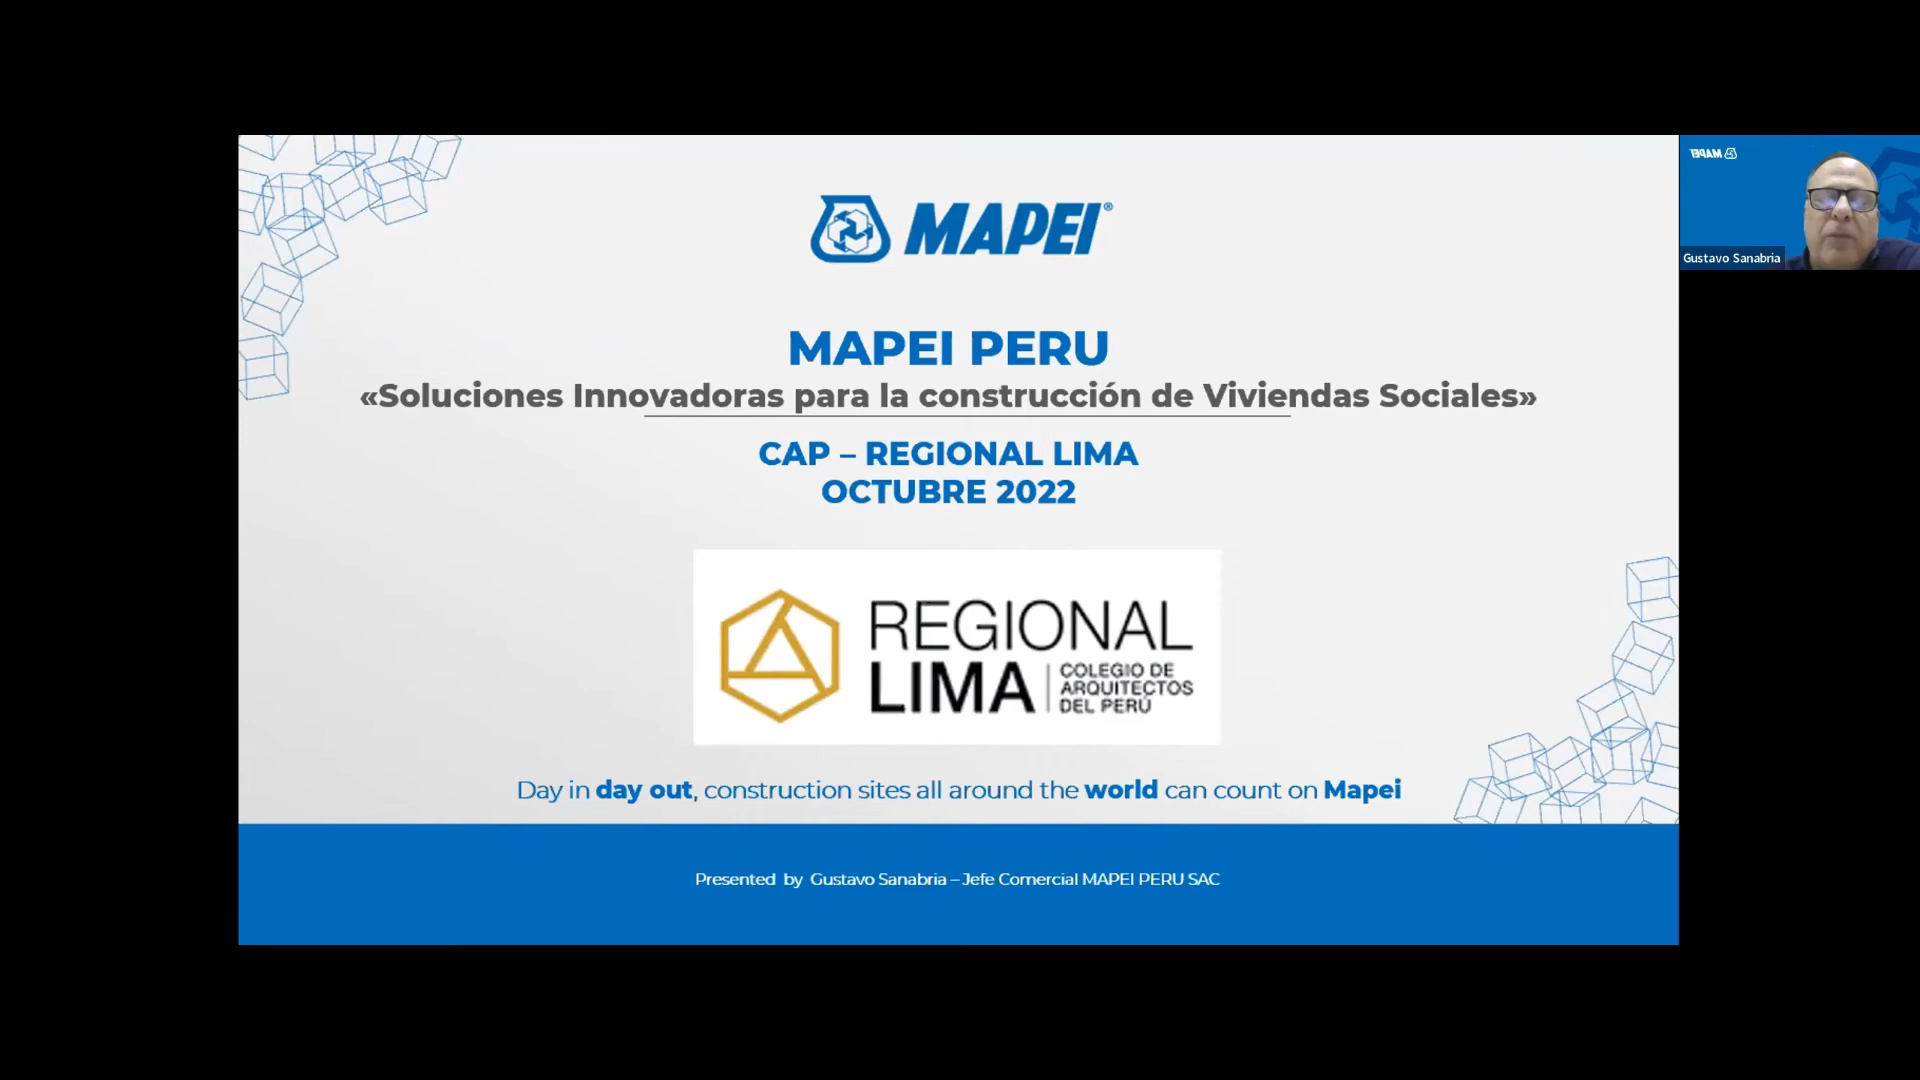 MAPEI®
MAPEI PERU
«Soluciones Innovadoras para la construcción de Viviendas Sociales»
CAP – REGIONAL LIMA
OCTUBRE 2022
REGIONAL
LIMA
COLEGIO DE
ARQUITECTOS
DEL PERÚ
Day in day out, construction sites all around the world can count on Mapei
Presented by Gustavo Sanabria – Jefe Comercial MAPEI PERU SAC
MAPEI
Gustavo Sanabria